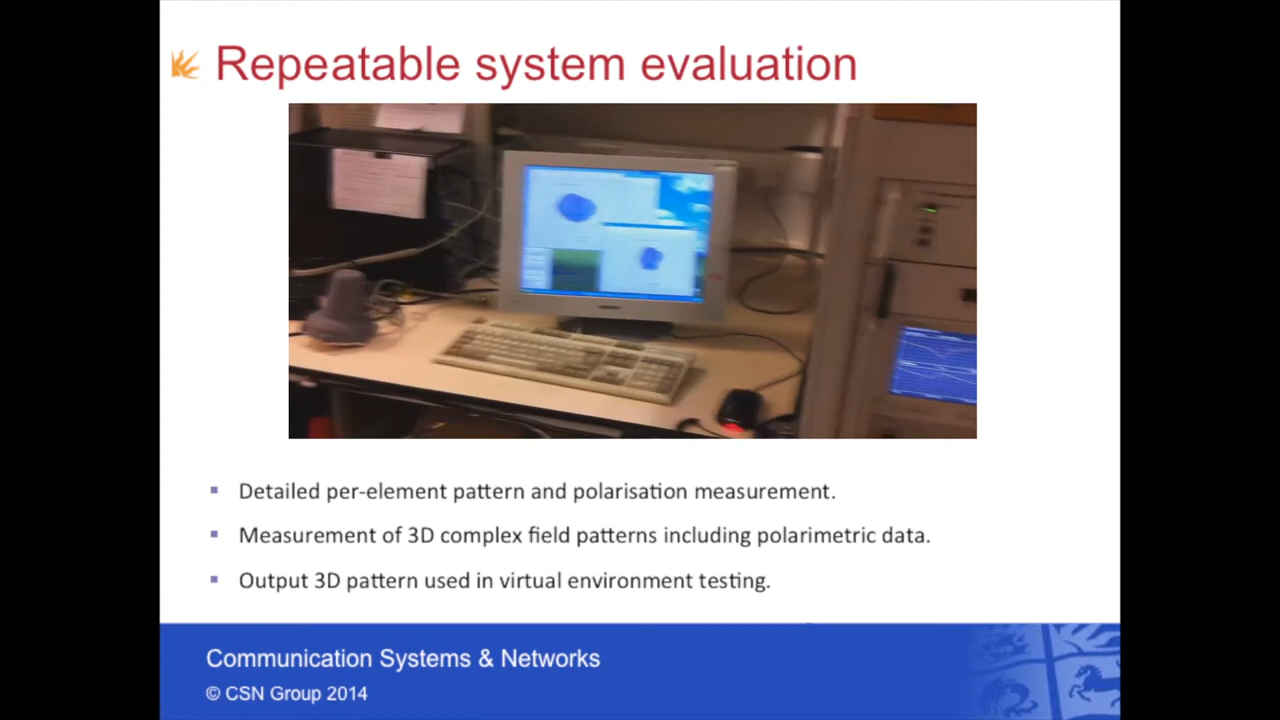 Repeatable system evaluation
Detailed per-element pattern and polarisation measurement.
Measurement of 3D complex field patterns including polarimetric data.
Output 3D pattern used in virtual environment testing.
Communication Systems & Networks
© CSN Group 2014